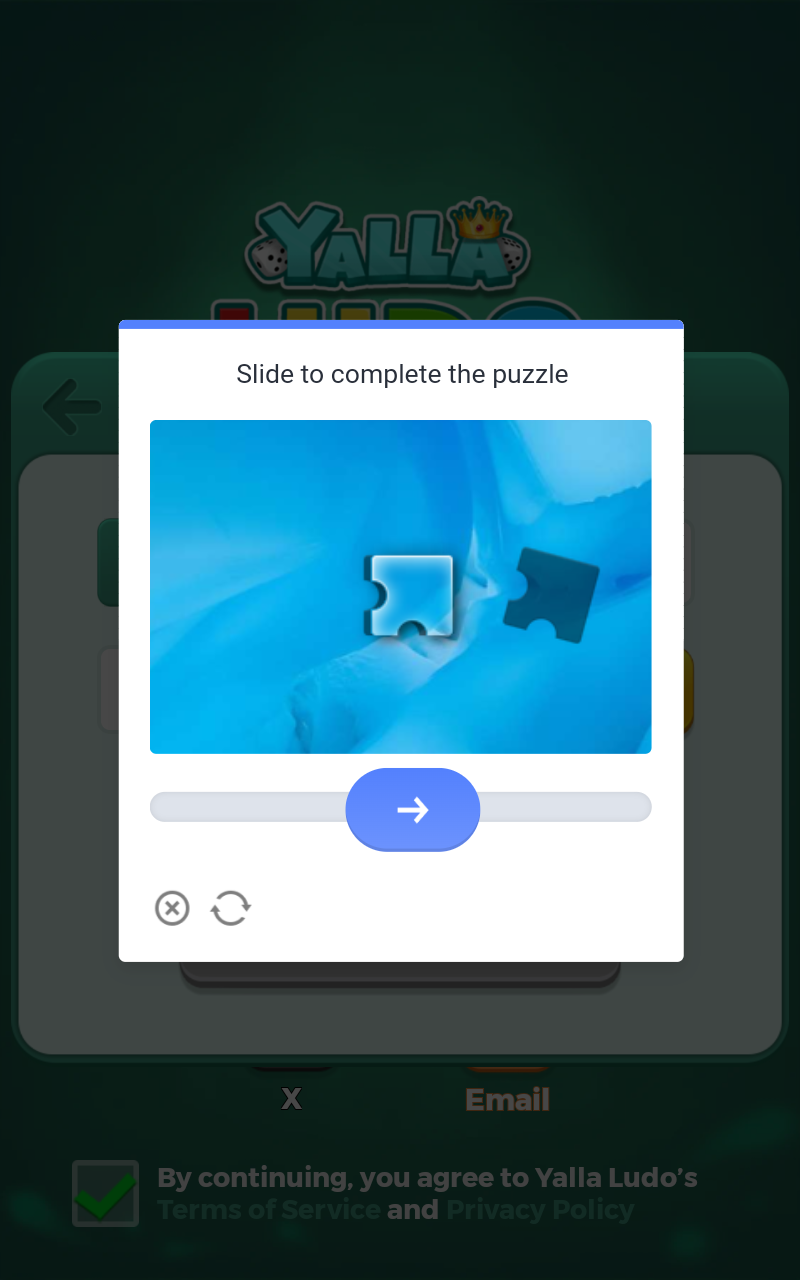 YALLA
LUDO
Slide to complete the puzzle
X
Email
By continuing, you agree to Yalla Ludo's
Terms of Service and Privacy Policy